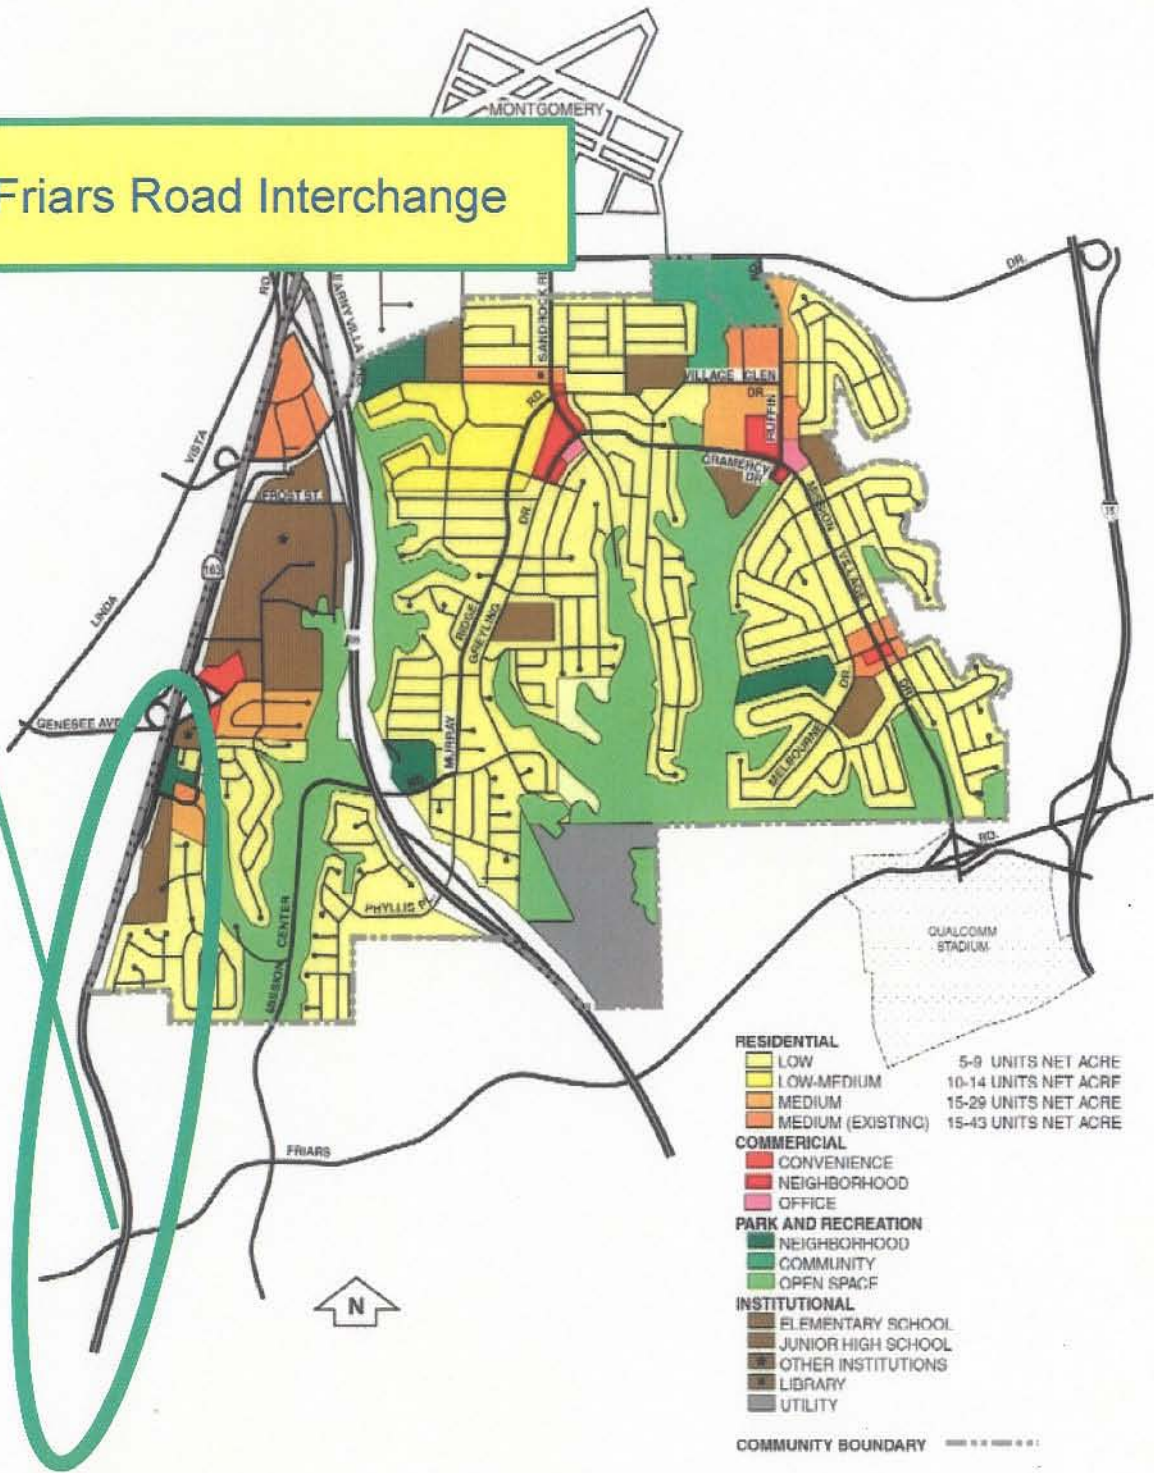 MONTGOMERY
Friars Road Interchange
DR.
RD.
SANDROCK RD
RD.
VILLAGE GLEN
DR.
RUFFIN
RD.
VISTA
GRAMERCY
DR.
FROST ST.
DR.
MISSION
VILLAGE
163
15
LINDA
RIDGE
GREYLING
DR.
DR.
GENESEE AVE
MURRAY
MELBOURNE
RD.
PHYLLIS PL.
MISSION CENTER
QUALCOMM
STADIUM
FRIARS
N
RESIDENTIAL
LOW 5-9 UNITS NET ACRE
LOW-MEDIUM 10-14 UNITS NET ACRE
MEDIUM 15-29 UNITS NET ACRE
MEDIUM (EXISTING) 15-43 UNITS NET ACRE
COMMERICIAL
CONVENIENCE
NEIGHBORHOOD
OFFICE
PARK AND RECREATION
NEIGHBORHOOD
COMMUNITY
OPEN SPACE
INSTITUTIONAL
ELEMENTARY SCHOOL
JUNIOR HIGH SCHOOL
OTHER INSTITUTIONS
LIBRARY
UTILITY
COMMUNITY BOUNDARY